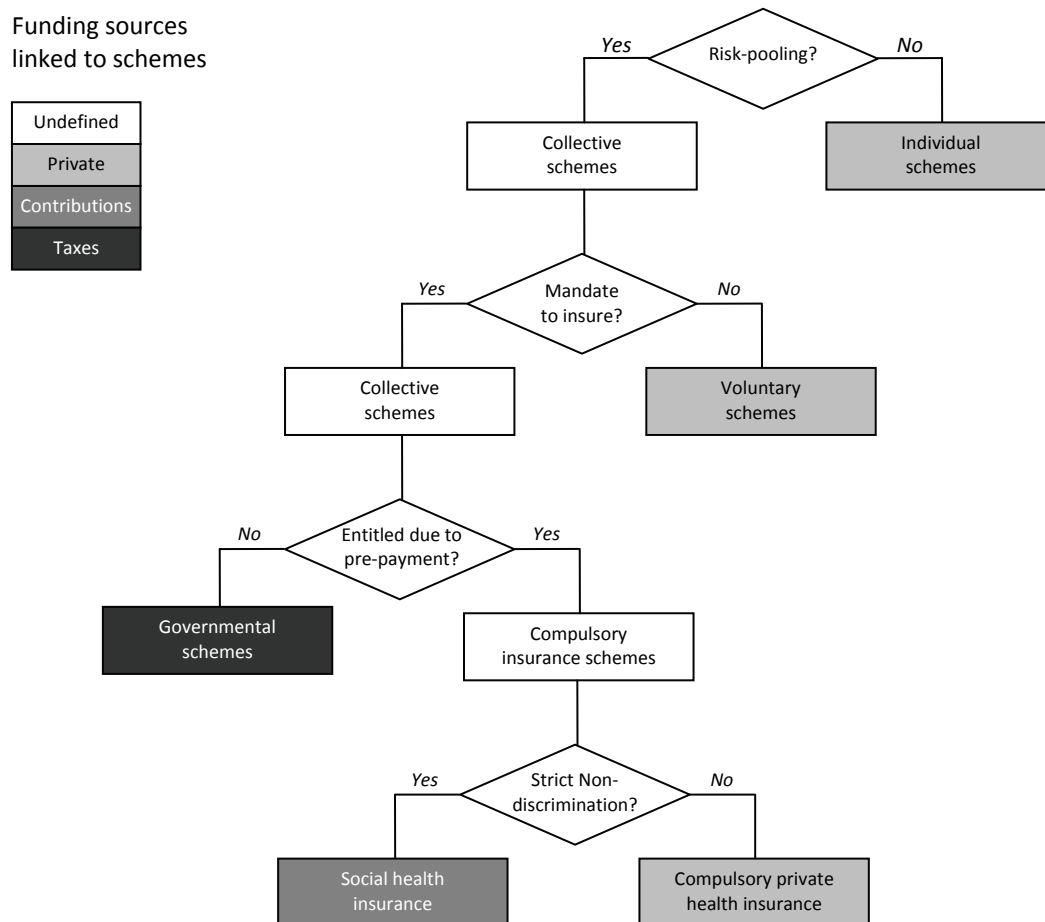 Funding sources
linked to schemes
Undefined
Private
Contributions
Taxes
Yes
Risk-pooling?
No
Collective
schemes
Individual
schemes
Yes
Mandate
to insure?
No
Collective
schemes
Voluntary
schemes
No
Entitled due to
pre-payment?
Yes
Governmental
schemes
Compulsory
insurance schemes
Yes
Strict Non-
discrimination?
No
Social health
insurance
Compulsory private
health insurance